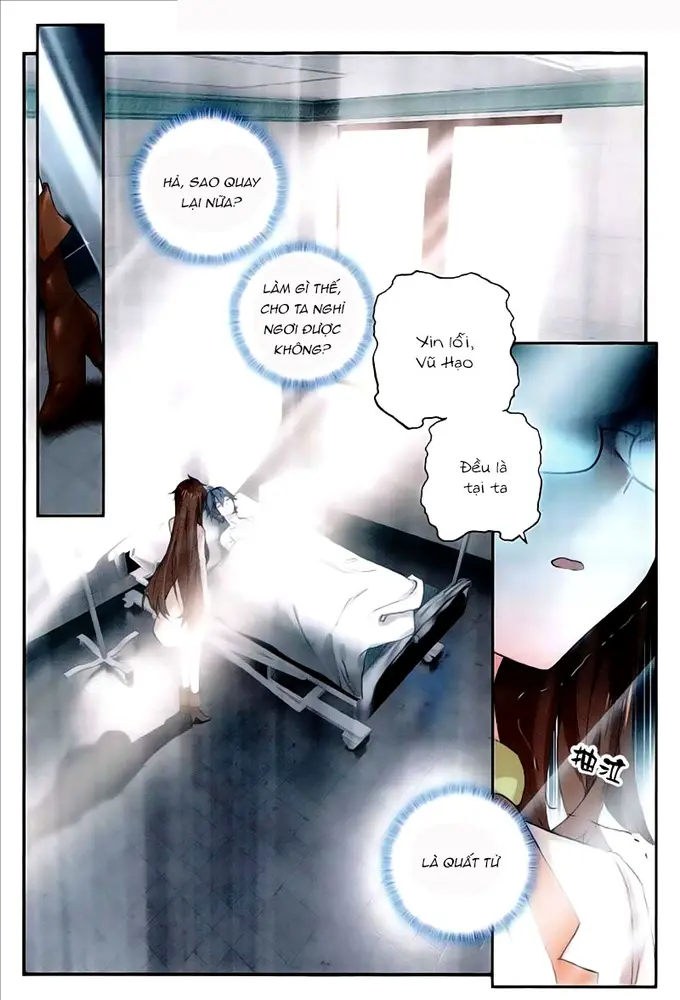 HẢ, SAO QUAY
LẠI NỮA?
LÀM GÌ THẾ,
CHO TA NGHỈ
NGƠI ĐƯỢC
KHÔNG?
Xin lỗi,
Vũ Hạo
Đều là
tại ta
抽泣
LÀ QUẤT TỬ